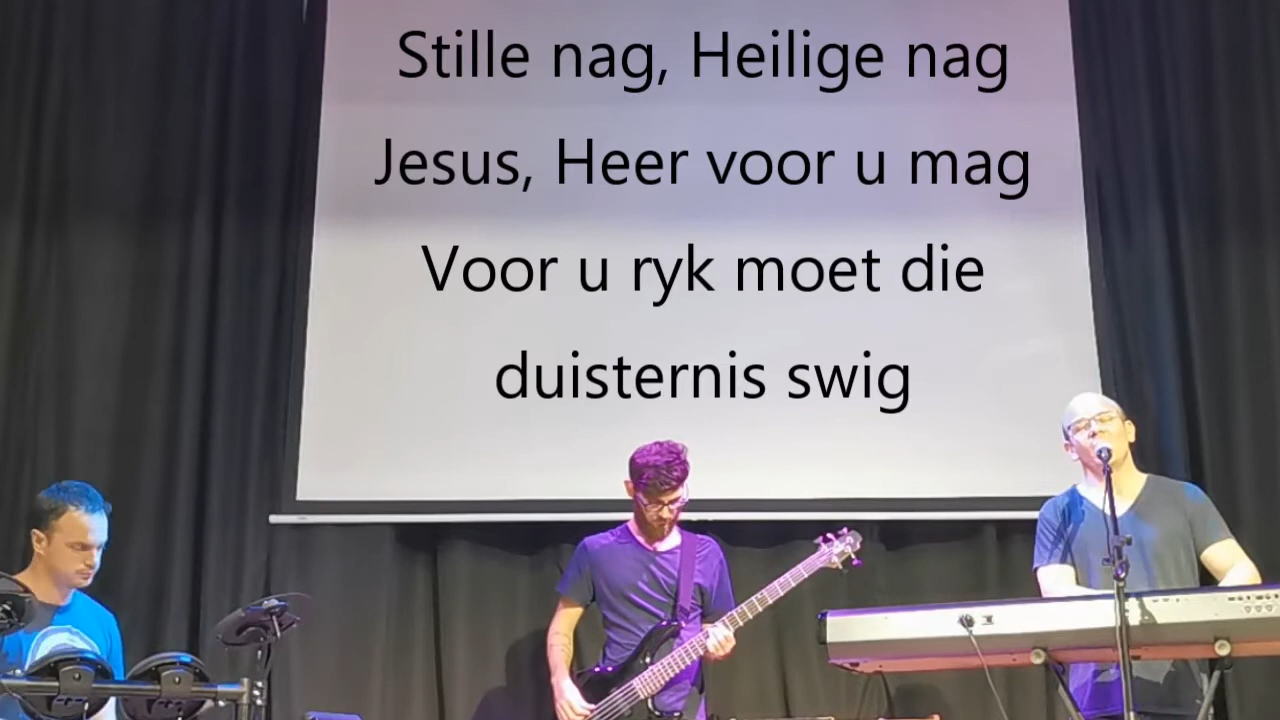 Stille nag, Heilige nag
Jesus, Heer voor u mag
Voor u ryk moet die
duisternis swig